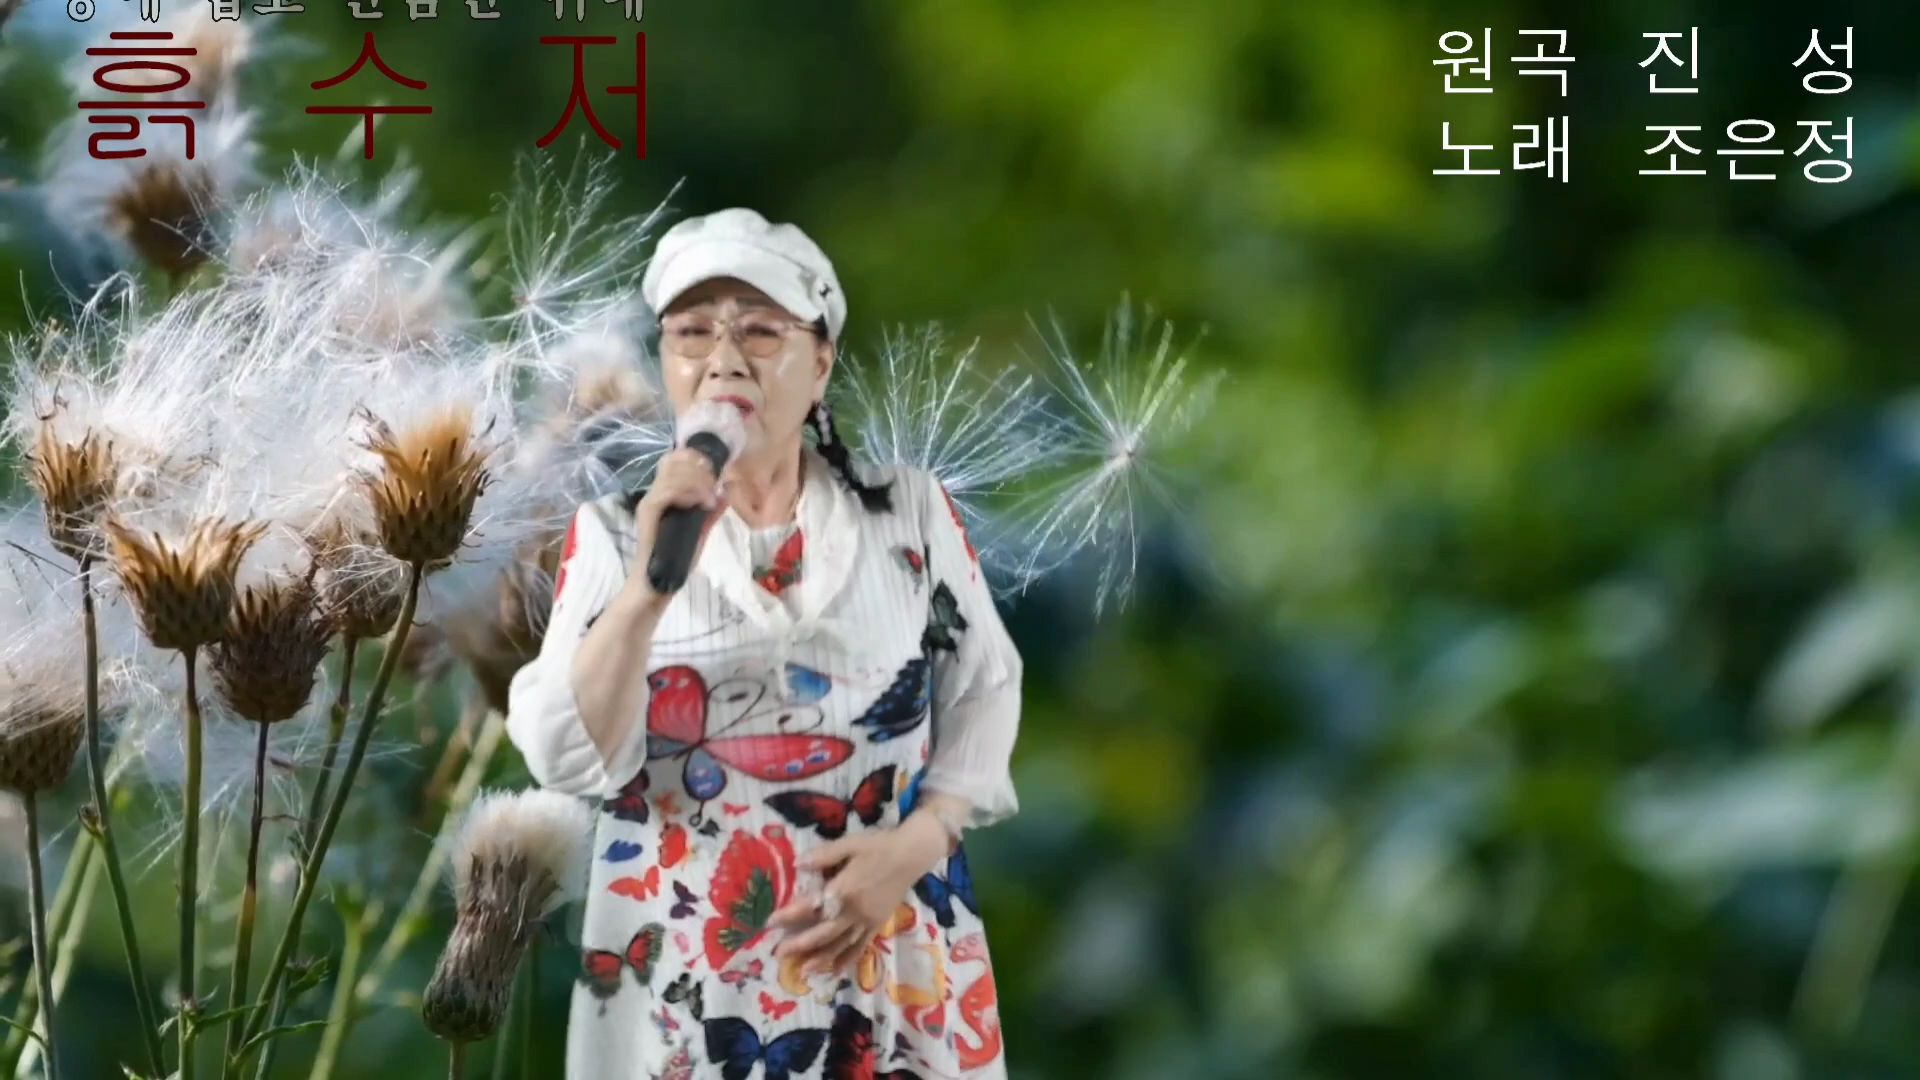 흙 수 저
원곡 진 성
노래 조은정